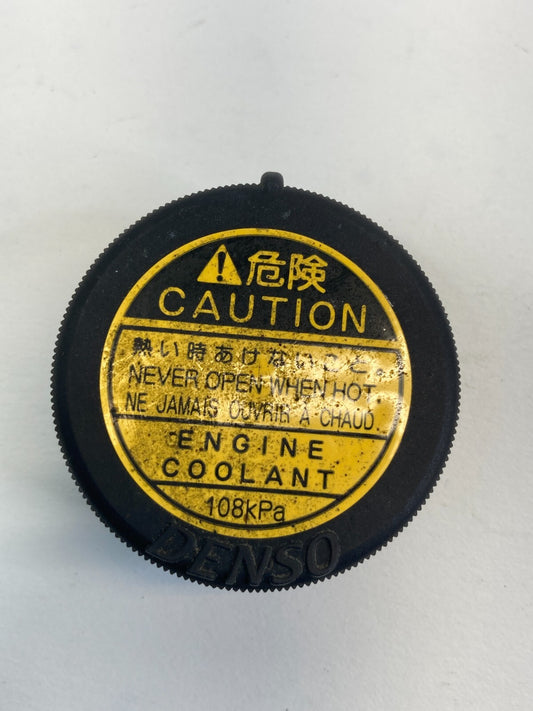 危険
CAUTION
熱い時あけないこと。
NEVER OPEN WHEN HOT.
NE JAMAIS OUVRIR À CHAUD.
ENGINE
COOLANT
108kPa
DENSO